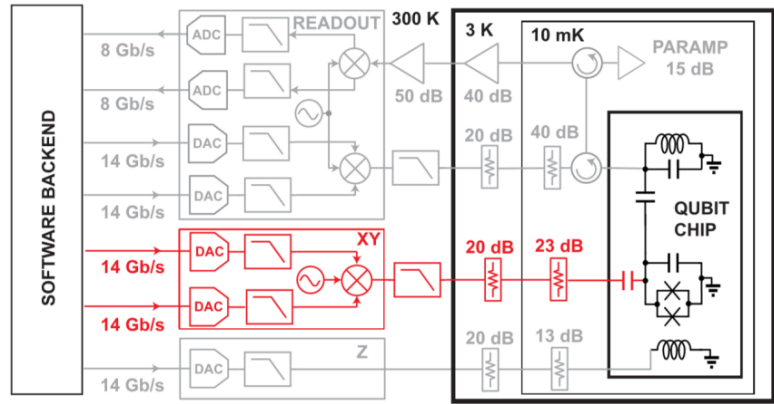 SOFTWARE BACKEND
READOUT
300 K
3 K
10 mK
8 Gb/s
ADC
50 dB
40 dB
PARAMP
15 dB
8 Gb/s
ADC
14 Gb/s
DAC
20 dB
40 dB
14 Gb/s
DAC
QUBIT
CHIP
XY
14 Gb/s
DAC
20 dB
23 dB
14 Gb/s
DAC
Z
20 dB
13 dB
14 Gb/s
DAC